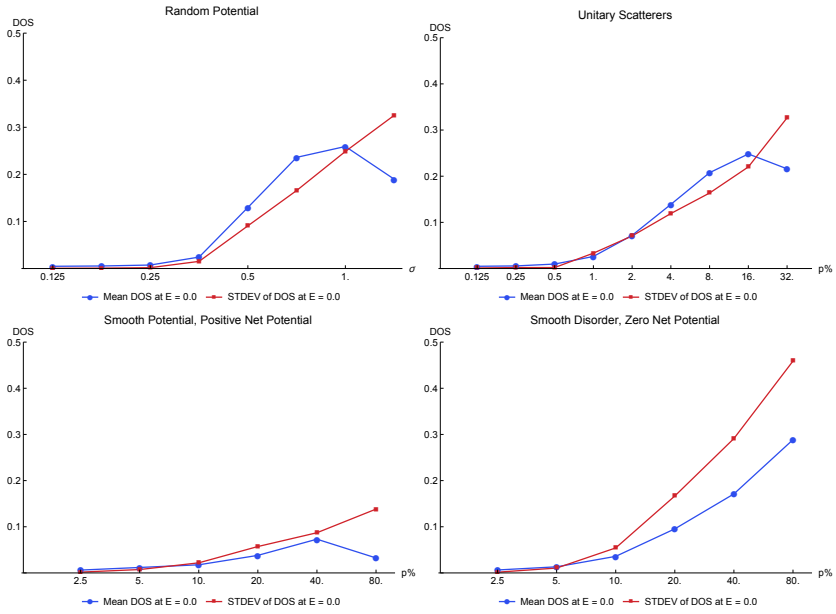 Random Potential
DOS
0.5
0.4
0.3
0.2
0.1
0.125 0.25 0.5 1. σ
Mean DOS at E = 0.0 STDEV of DOS at E = 0.0
Unitary Scatterers
DOS
0.5
0.4
0.3
0.2
0.1
0.125 0.25 0.5 1. 2. 4. 8. 16. 32. p%
Mean DOS at E = 0.0 STDEV of DOS at E = 0.0
Smooth Potential, Positive Net Potential
DOS
0.5
0.4
0.3
0.2
0.1
2.5 5. 10. 20. 40. 80. p%
Mean DOS at E = 0.0 STDEV of DOS at E = 0.0
Smooth Disorder, Zero Net Potential
DOS
0.5
0.4
0.3
0.2
0.1
2.5 5. 10. 20. 40. 80. p%
Mean DOS at E = 0.0 STDEV of DOS at E = 0.0